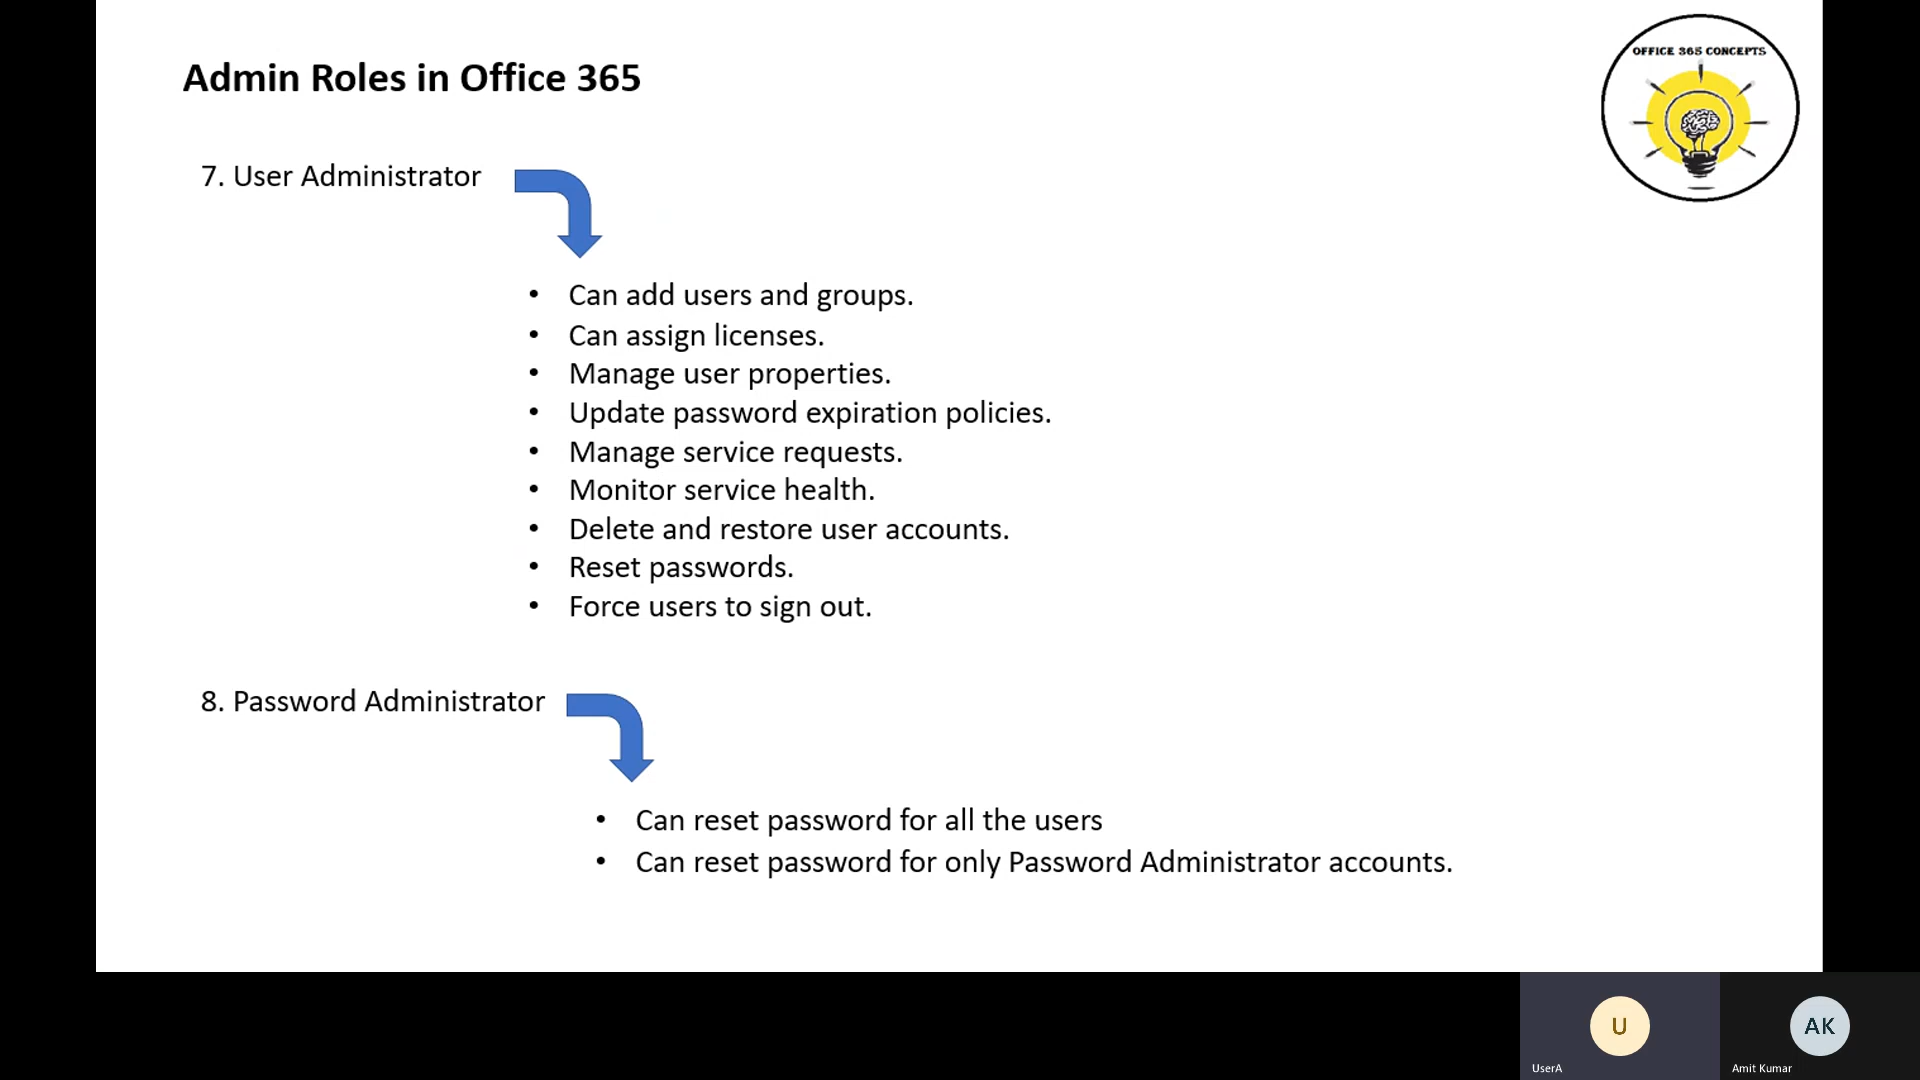 Admin Roles in Office 365
OFFICE 365 CONCEPTS
7. User Administrator
• Can add users and groups.
• Can assign licenses.
• Manage user properties.
• Update password expiration policies.
• Manage service requests.
• Monitor service health.
• Delete and restore user accounts.
• Reset passwords.
• Force users to sign out.
8. Password Administrator
• Can reset password for all the users
• Can reset password for only Password Administrator accounts.
U
UserA
AK
Amit Kumar